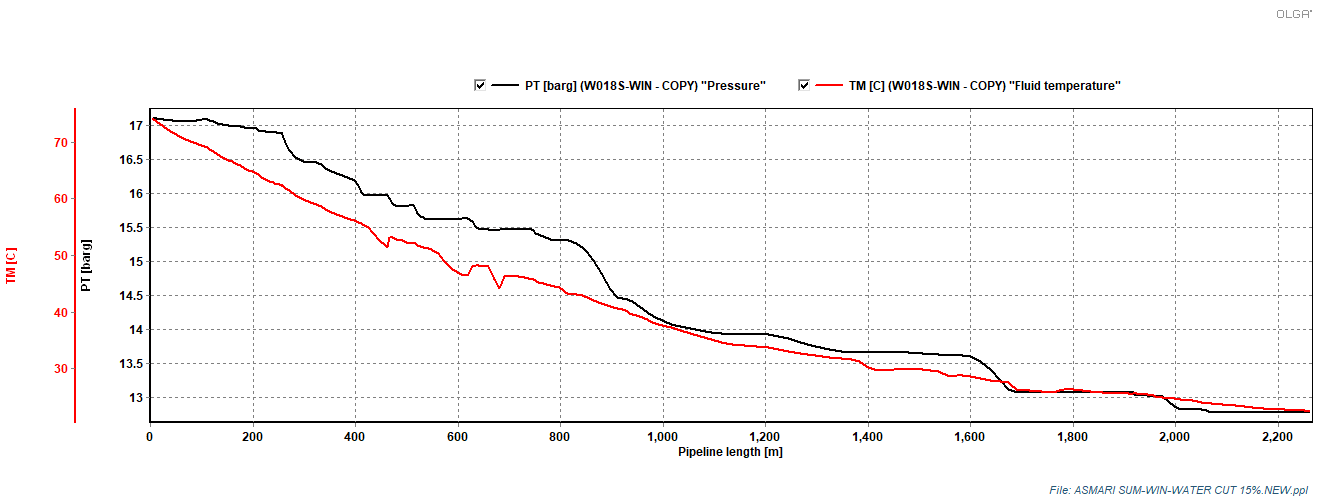 OLGA
PT [barg] (W018S-WIN - COPY) "Pressure"
TM [C] (W018S-WIN - COPY) "Fluid temperature"
TM [C]
70
60
50
40
30
PT [barg]
17
16.5
16
15.5
15
14.5
14
13.5
13
0 200 400 600 800 1,000 1,200 1,400 1,600 1,800 2,000 2,200
Pipeline length [m]
File: ASMARI SUM-WIN-WATER CUT 15%.NEW.ppl